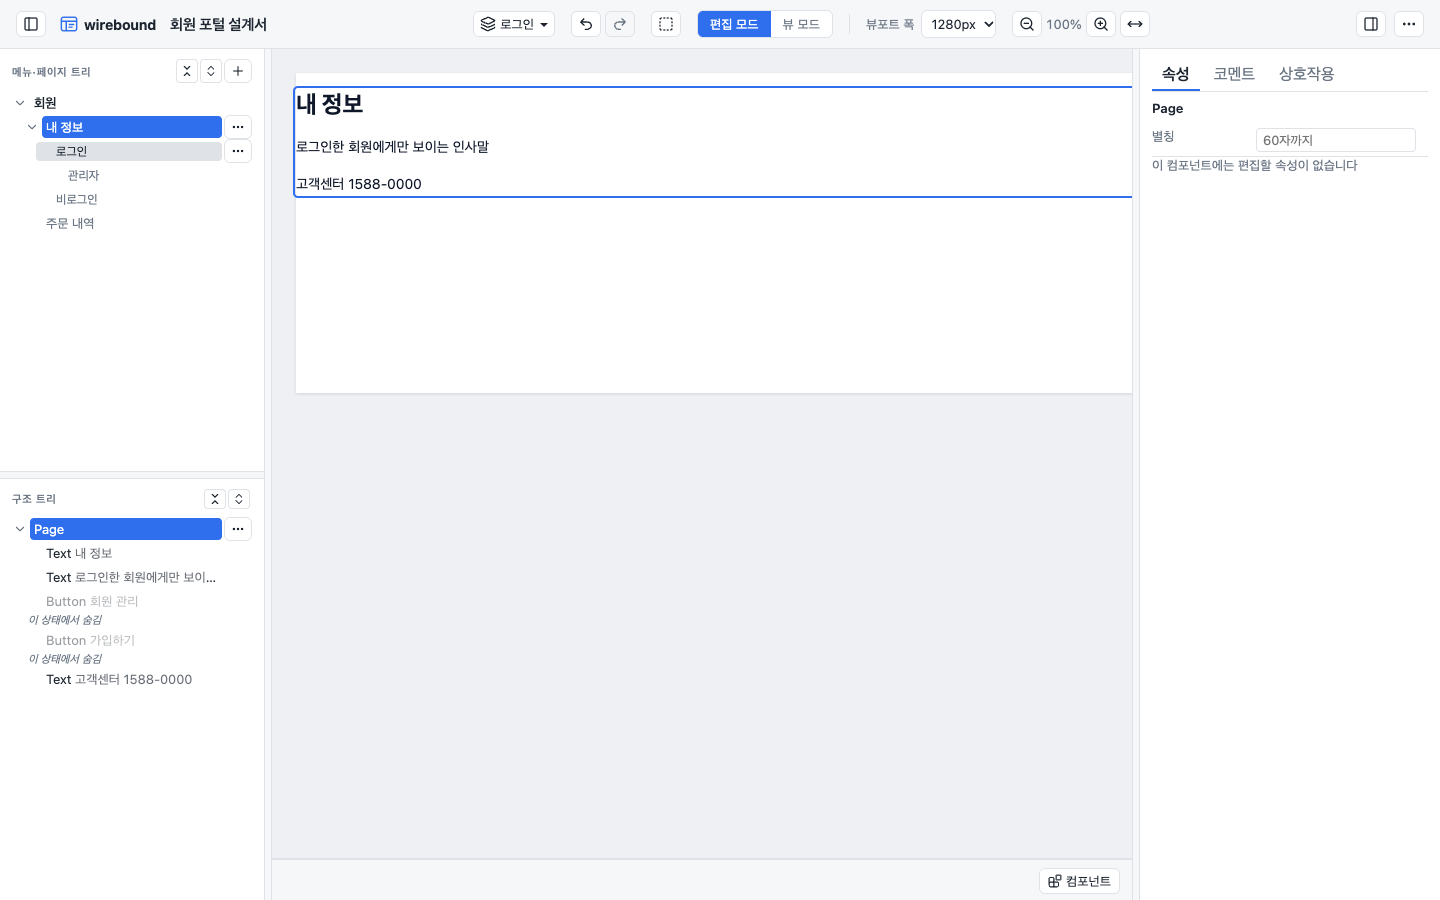 wirebound 회원 포털 설계서 로그인 편집 모드 뷰 모드 뷰포트 폭 1280px 100%
메뉴·페이지 트리
회원
내 정보
로그인
관리자
비로그인
주문 내역
구조 트리
Page
Text 내 정보
Text 로그인한 회원에게만 보이...
Button 회원 관리
이 상태에서 숨김
Button 가입하기
이 상태에서 숨김
Text 고객센터 1588-0000
내 정보
로그인한 회원에게만 보이는 인사말
고객센터 1588-0000
컴포넌트
속성 코멘트 상호작용
Page
별칭 60자까지
이 컴포넌트에는 편집할 속성이 없습니다